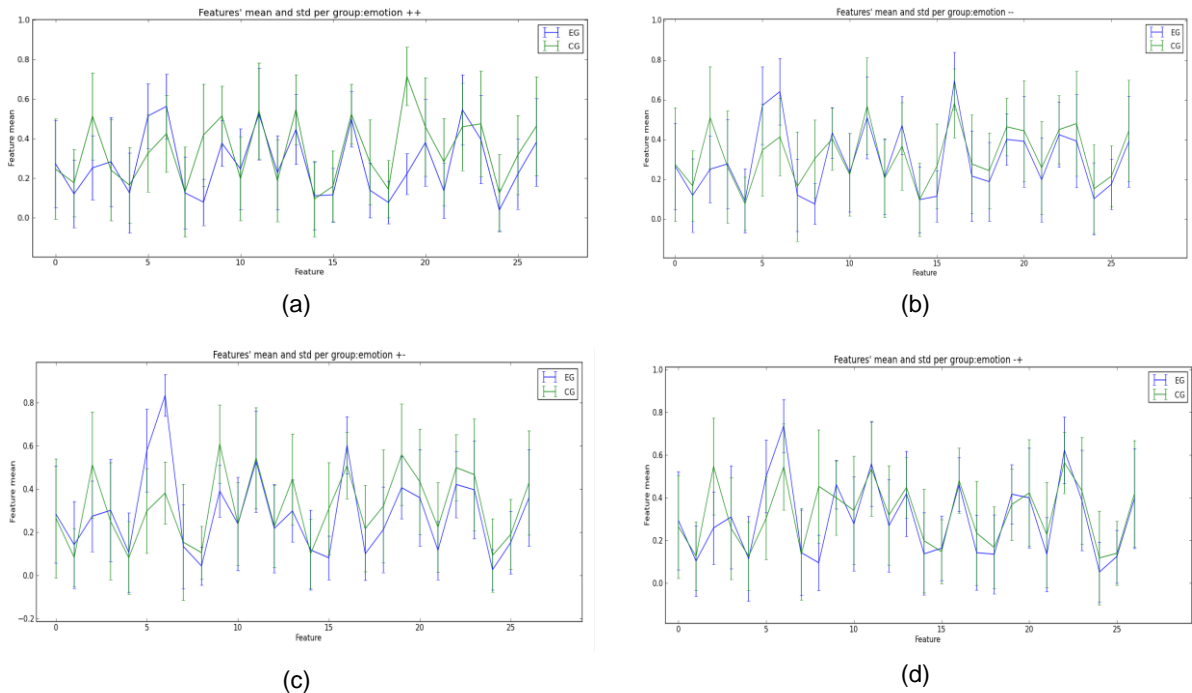 Features' mean and std per group:emotion ++
EG
CG
Feature mean
1.0
0.8
0.6
0.4
0.2
0.0
0 5 10 15 20 25
Feature
(a)
Features' mean and std per group:emotion --
EG
CG
Feature mean
1.0
0.8
0.6
0.4
0.2
0.0
0 5 10 15 20 25
Feature
(b)
Features' mean and std per group:emotion +-
EG
CG
Feature mean
0.8
0.6
0.4
0.2
0.0
−0.2
0 5 10 15 20 25
Feature
(c)
Features' mean and std per group:emotion -+
EG
CG
Feature mean
1.0
0.8
0.6
0.4
0.2
0.0
0 5 10 15 20 25
Feature
(d)